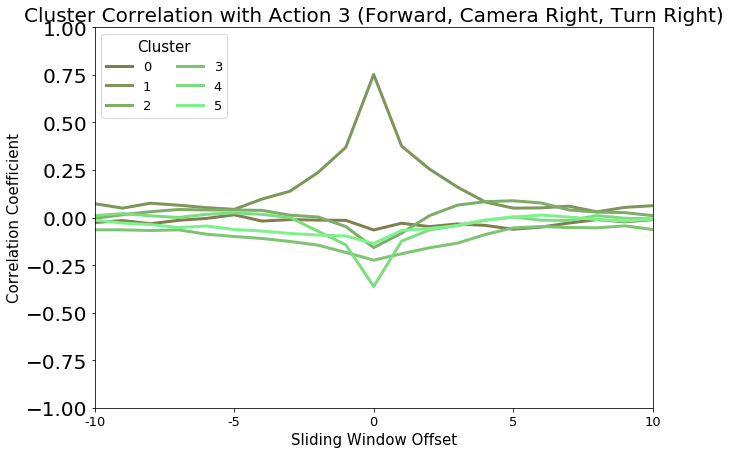 Cluster Correlation with Action 3 (Forward, Camera Right, Turn Right)
1.00
0.75
0.50
0.25
0.00
−0.25
−0.50
−0.75
−1.00
Correlation Coefficient
Cluster
0 3
1 4
2 5
-10 -5 0 5 10
Sliding Window Offset